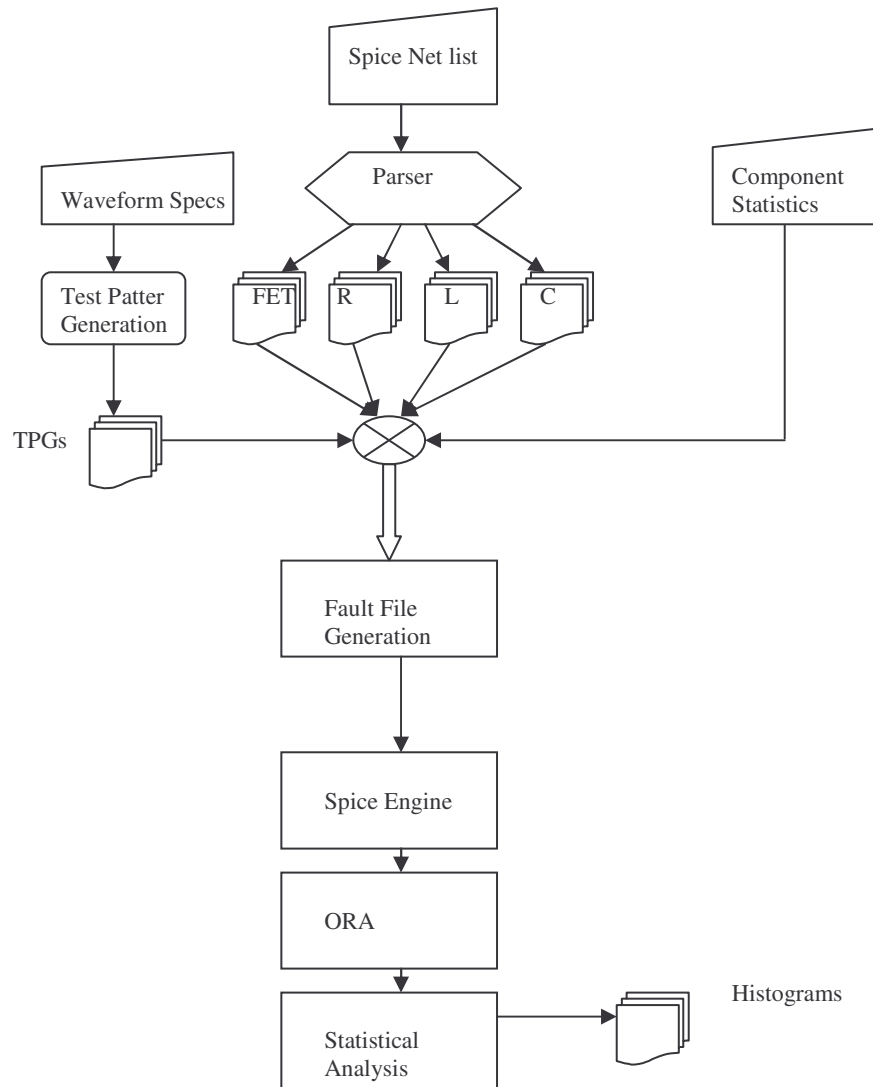 Spice Net list
Parser
Waveform Specs
Component
Statistics
FET
R
L
C
Test Patter
Generation
TPGs
Fault File
Generation
Spice Engine
ORA
Histograms
Statistical
Analysis